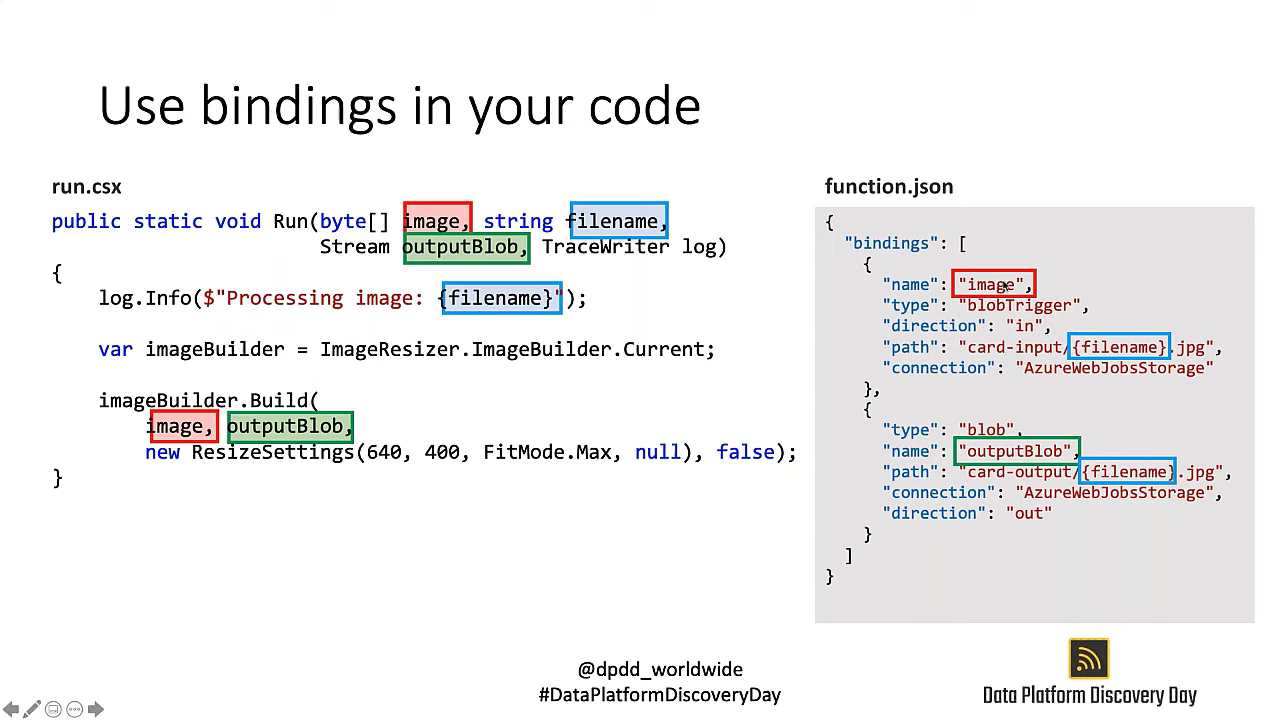 Use bindings in your code
run.csx
public static void Run(byte[] image, string filename,
Stream outputBlob, TraceWriter log)
{
log.Info($"Processing image: {filename}");
var imageBuilder = ImageResizer.ImageBuilder.Current;
imageBuilder.Build(
image, outputBlob,
new ResizeSettings(640, 400, FitMode.Max, null), false);
}
function.json
{
"bindings": [
{
"name": "image",
"type": "blobTrigger",
"direction": "in",
"path": "card-input/{filename}.jpg",
"connection": "AzureWebJobsStorage"
},
{
"type": "blob",
"name": "outputBlob",
"path": "card-output/{filename}.jpg",
"connection": "AzureWebJobsStorage",
"direction": "out"
}
]
}
@dpdd_worldwide
#DataPlatformDiscoveryDay
Data Platform Discovery Day